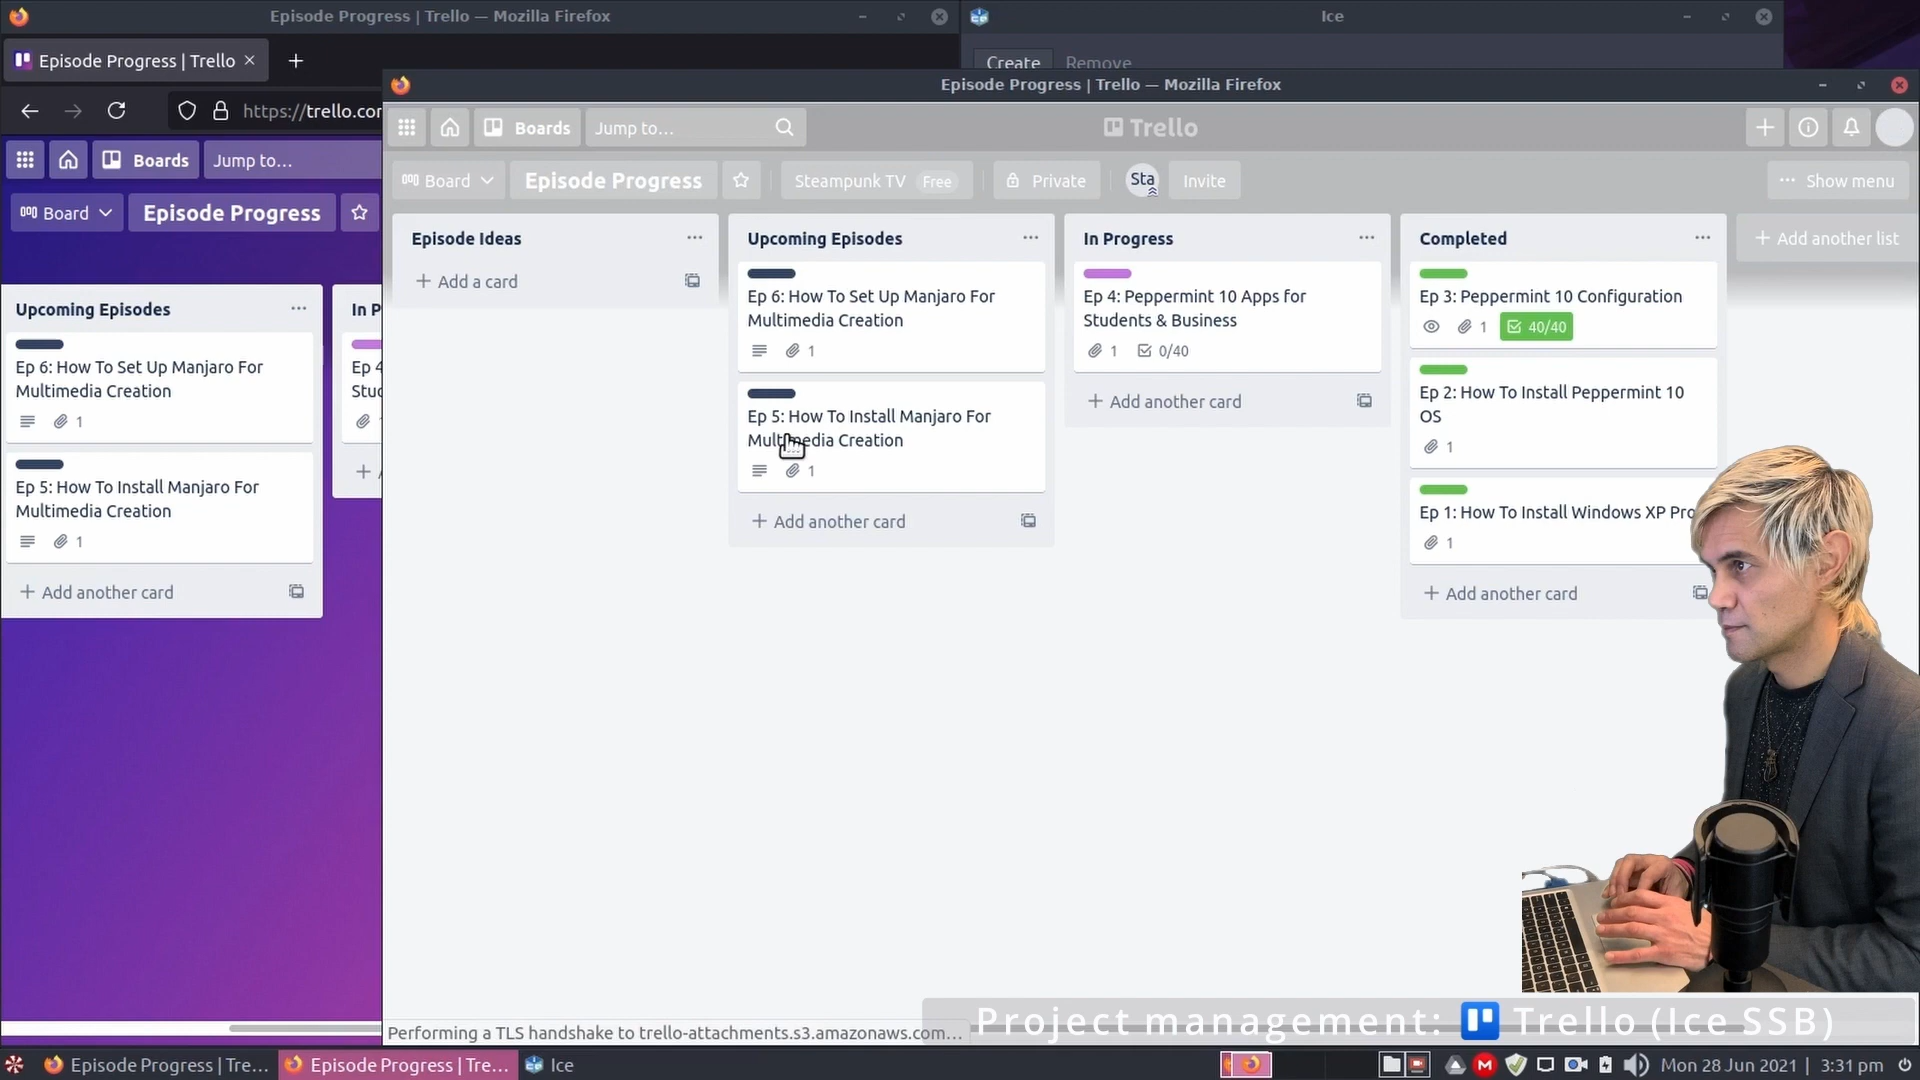 Episode Progress | Trello — Mozilla Firefox
Ice
Episode Progress | Trello
Create
Remove
https://trello.co
Boards
Jump to...
Board
Episode Progress
Upcoming Episodes
In P
Ep 6: How To Set Up Manjaro For
Multimedia Creation
1
Ep 4
Stu
Ep 5: How To Install Manjaro For
Multimedia Creation
1
Add another card
Episode Progress | Trello — Mozilla Firefox
Boards
Jump to...
Trello
Board
Episode Progress
Steampunk TV Free
Private
Sta
Invite
Show menu
Episode Ideas
Add a card
Upcoming Episodes
Ep 6: How To Set Up Manjaro For
Multimedia Creation
1
Ep 5: How To Install Manjaro For
Multimedia Creation
1
Add another card
In Progress
Ep 4: Peppermint 10 Apps for
Students & Business
1 0/40
Add another card
Completed
Ep 3: Peppermint 10 Configuration
1 40/40
Ep 2: How To Install Peppermint 10
OS
1
Ep 1: How To Install Windows XP Pro
1
Add another card
Add another list
Performing a TLS handshake to trello-attachments.s3.amazonaws.com...
Project management: Trello (Ice SSB)
Episode Progress | Tre...
Episode Progress | Tre...
Ice
Mon 28 Jun 2021 | 3:31 pm